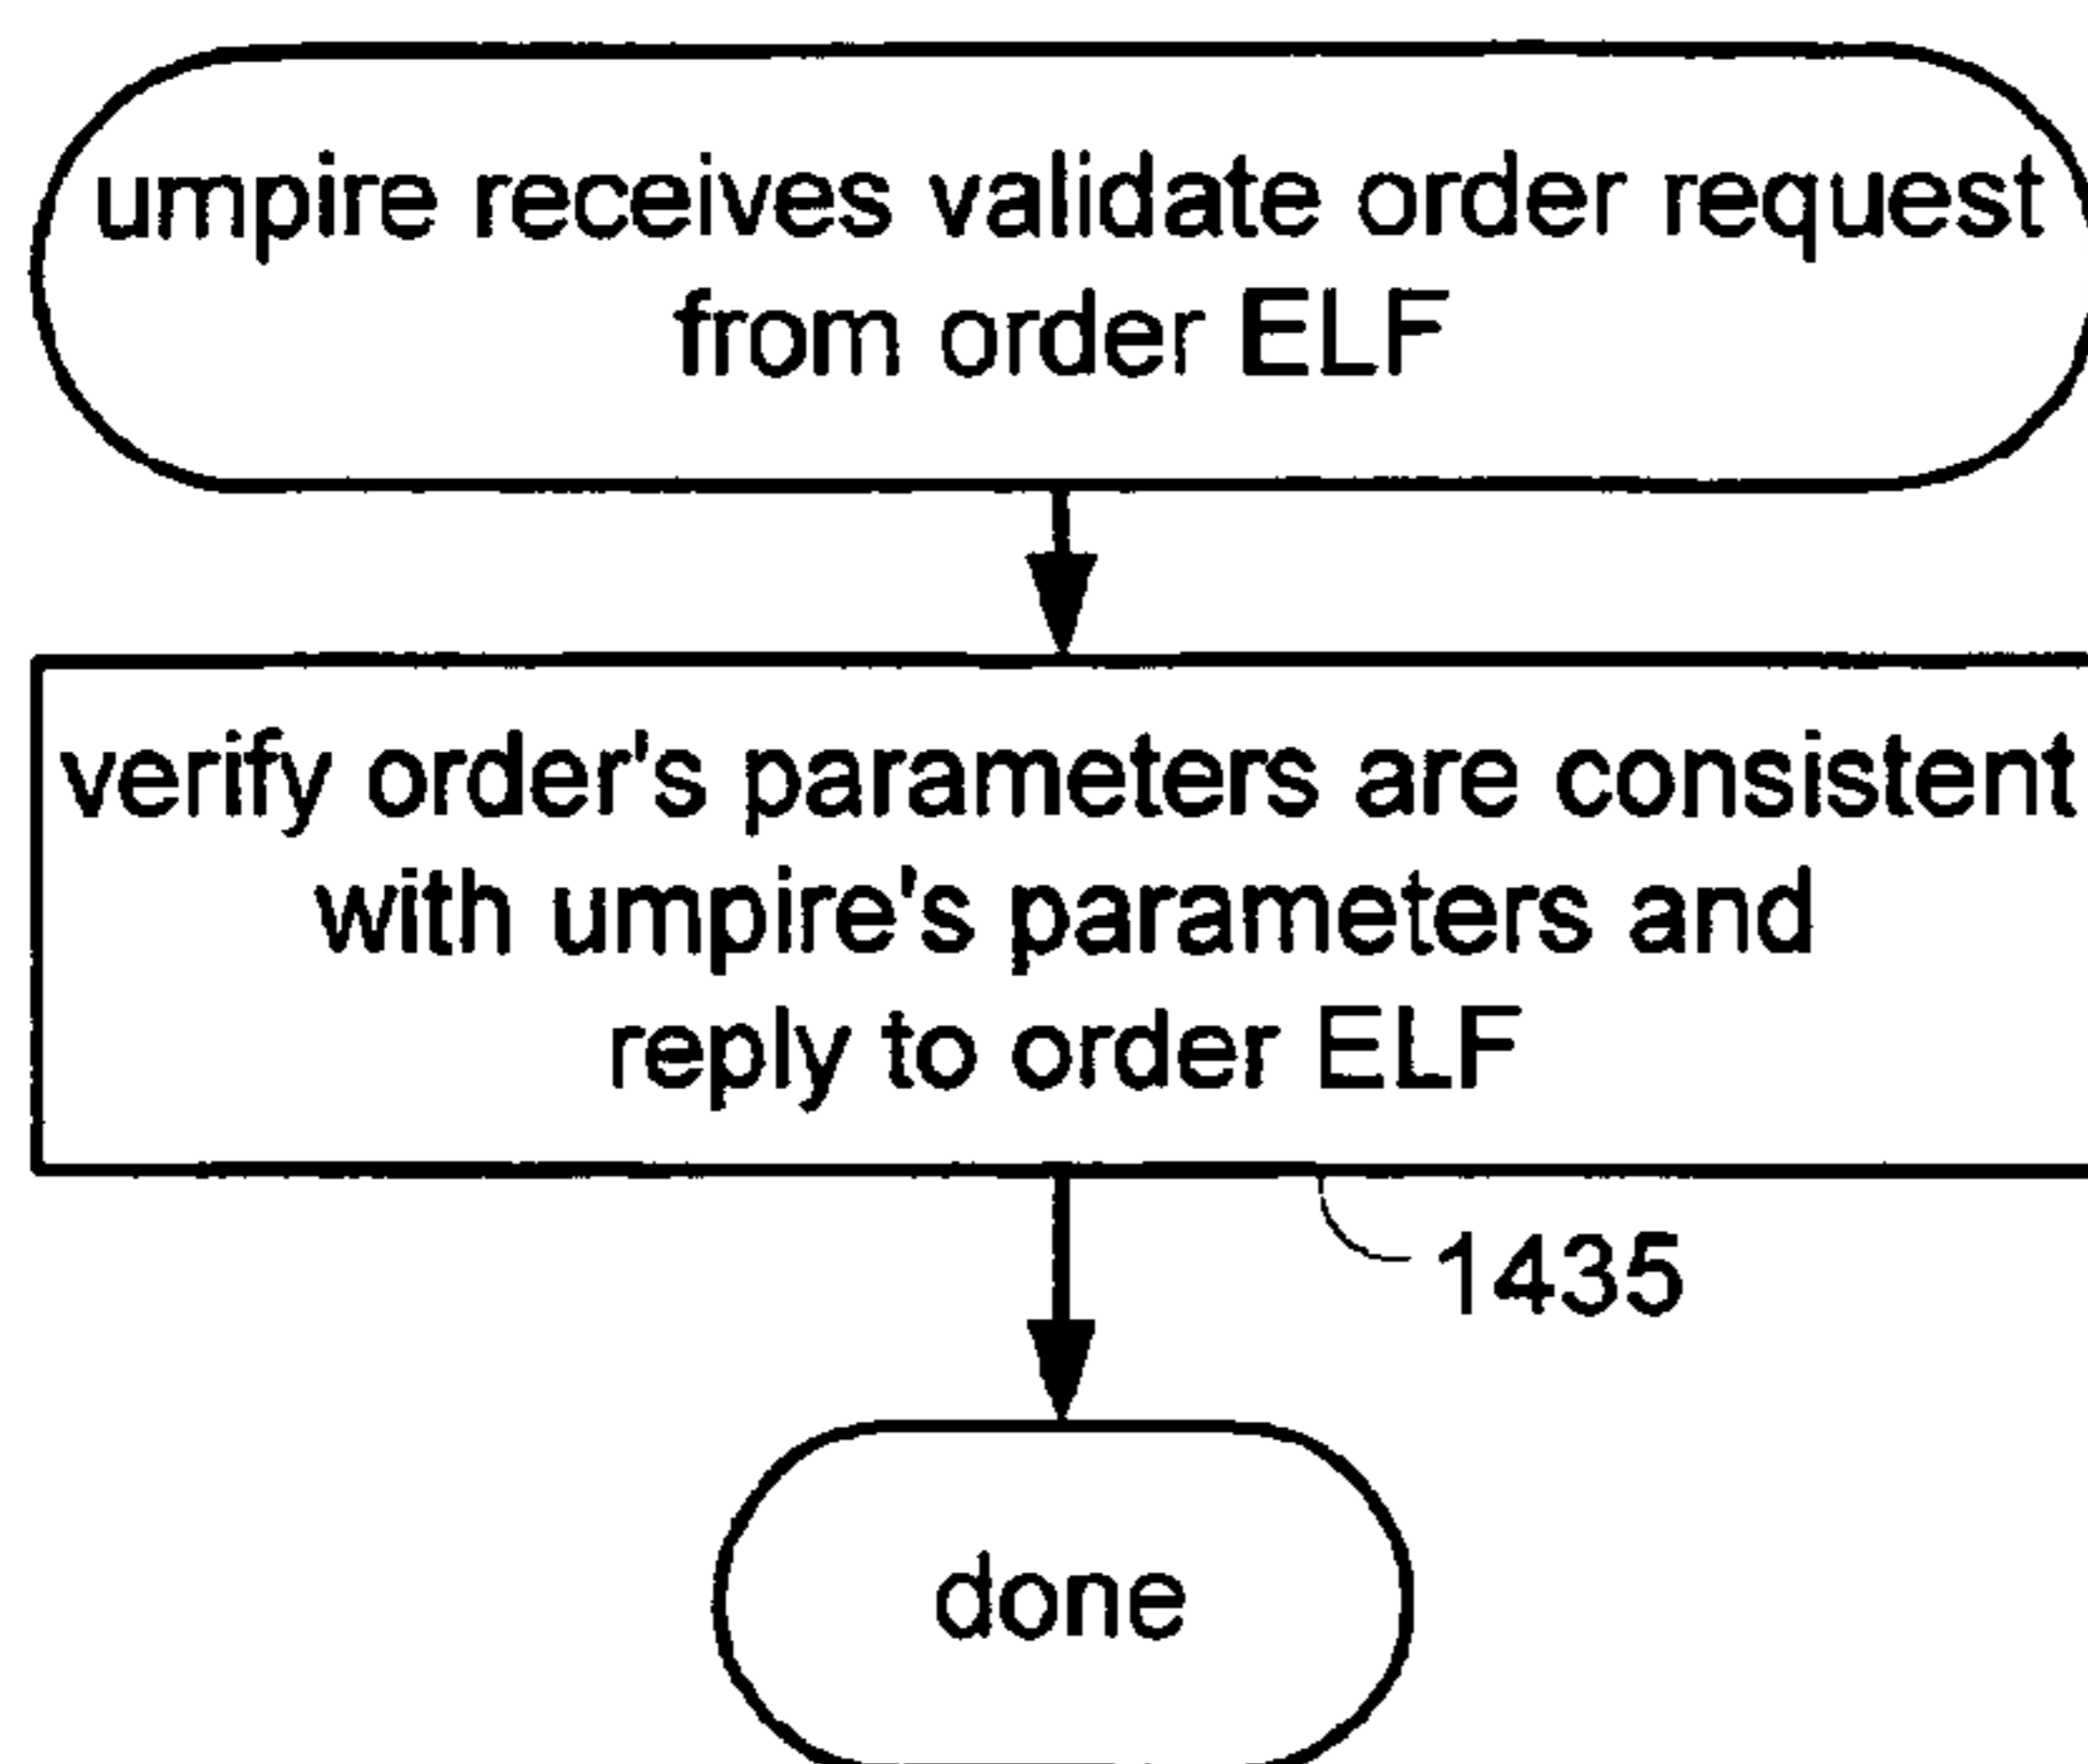 umpire receives validate order request
from order ELF
verify order's parameters are consistent
with umpire's parameters and
reply to order ELF
1435
done